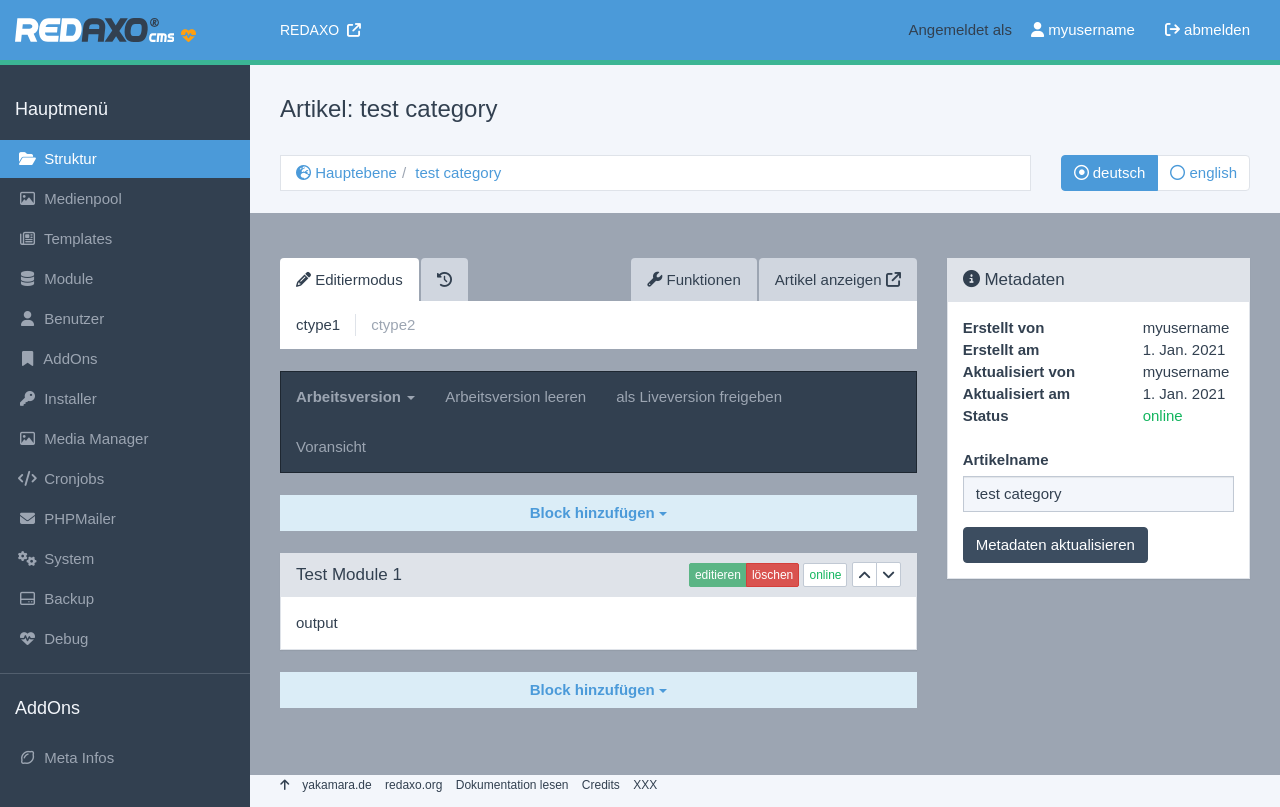 REDAXO® cms
REDAXO
Angemeldet als myusername abmelden
Hauptmenü
Struktur
Medienpool
Templates
Module
Benutzer
AddOns
Installer
Media Manager
Cronjobs
PHPMailer
System
Backup
Debug
AddOns
Meta Infos
Artikel: test category
Hauptebene / test category
deutsch english
Editiermodus Funktionen Artikel anzeigen
ctype1 ctype2
Arbeitsversion Arbeitsversion leeren als Liveversion freigeben
Voransicht
Block hinzufügen
Test Module 1 editieren löschen online
output
Block hinzufügen
Metadaten
Erstellt von myusername
Erstellt am 1. Jan. 2021
Aktualisiert von myusername
Aktualisiert am 1. Jan. 2021
Status online
Artikelname
test category
Metadaten aktualisieren
yakamara.de redaxo.org Dokumentation lesen Credits XXX